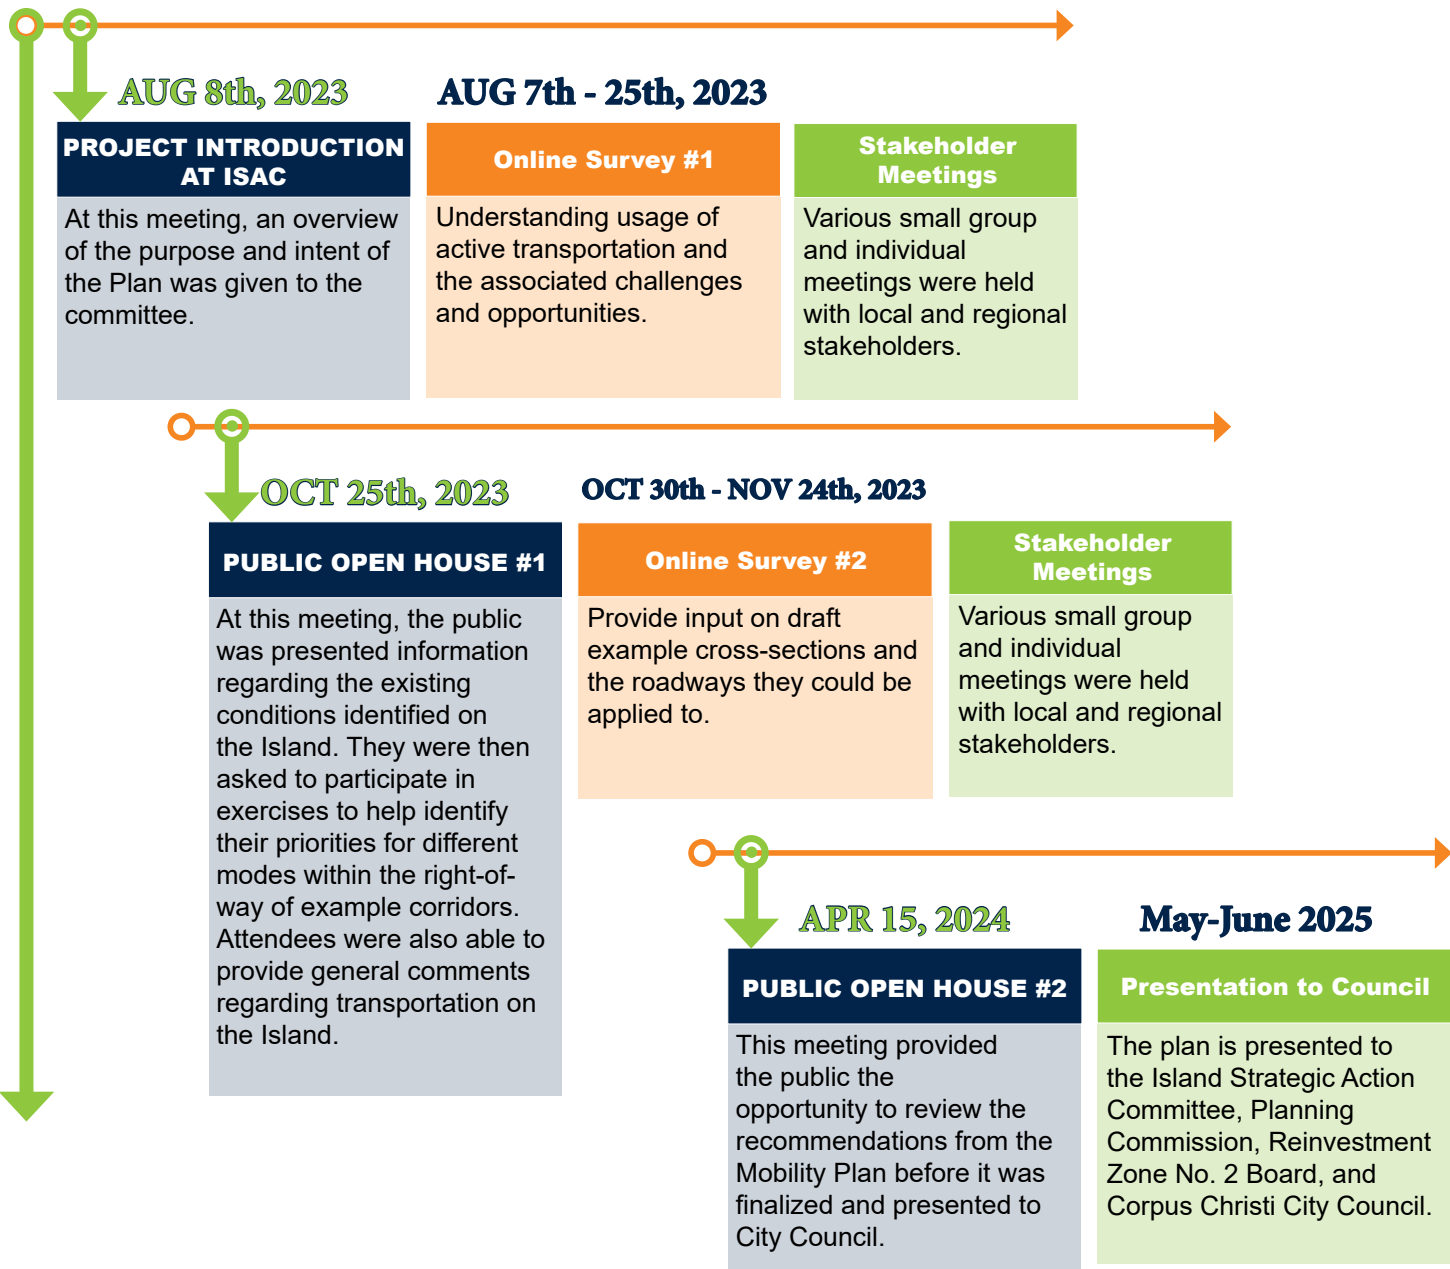 AUG 8th, 2023
PROJECT INTRODUCTION
AT ISAC
At this meeting, an overview
of the purpose and intent of
the Plan was given to the
committee.
AUG 7th - 25th, 2023
Online Survey #1
Understanding usage of
active transportation and
the associated challenges
and opportunities.
Stakeholder
Meetings
Various small group
and individual
meetings were held
with local and regional
stakeholders.
OCT 25th, 2023
PUBLIC OPEN HOUSE #1
At this meeting, the public
was presented information
regarding the existing
conditions identified on
the Island. They were then
asked to participate in
exercises to help identify
their priorities for different
modes within the right-of-
way of example corridors.
Attendees were also able to
provide general comments
regarding transportation on
the Island.
OCT 30th - NOV 24th, 2023
Online Survey #2
Provide input on draft
example cross-sections and
the roadways they could be
applied to.
Stakeholder
Meetings
Various small group
and individual
meetings were held
with local and regional
stakeholders.
APR 15, 2024
PUBLIC OPEN HOUSE #2
This meeting provided
the public the
opportunity to review the
recommendations from the
Mobility Plan before it was
finalized and presented to
City Council.
May-June 2025
Presentation to Council
The plan is presented to
the Island Strategic Action
Committee, Planning
Commission, Reinvestment
Zone No. 2 Board, and
Corpus Christi City Council.